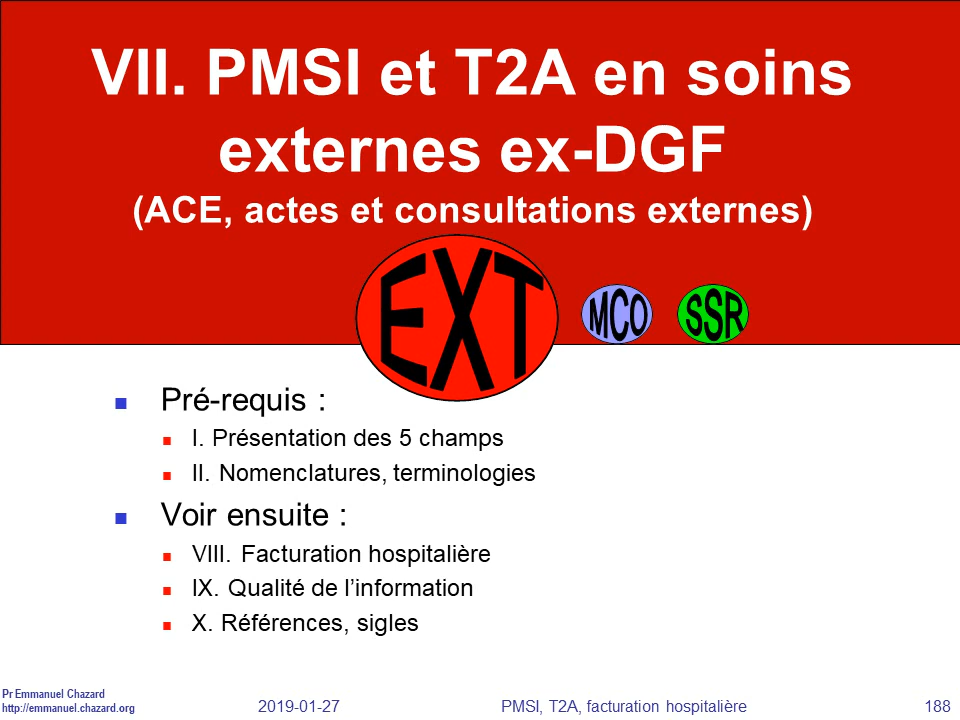 VII. PMSI et T2A en soins
externes ex-DGF
(ACE, actes et consultations externes)
EXT
MCO
SSR
Pré-requis :
I. Présentation des 5 champs
II. Nomenclatures, terminologies
Voir ensuite :
VIII. Facturation hospitalière
IX. Qualité de l’information
X. Références, sigles
Pr Emmanuel Chazard
http://emmanuel.chazard.org
2019-01-27
PMSI, T2A, facturation hospitalière
188